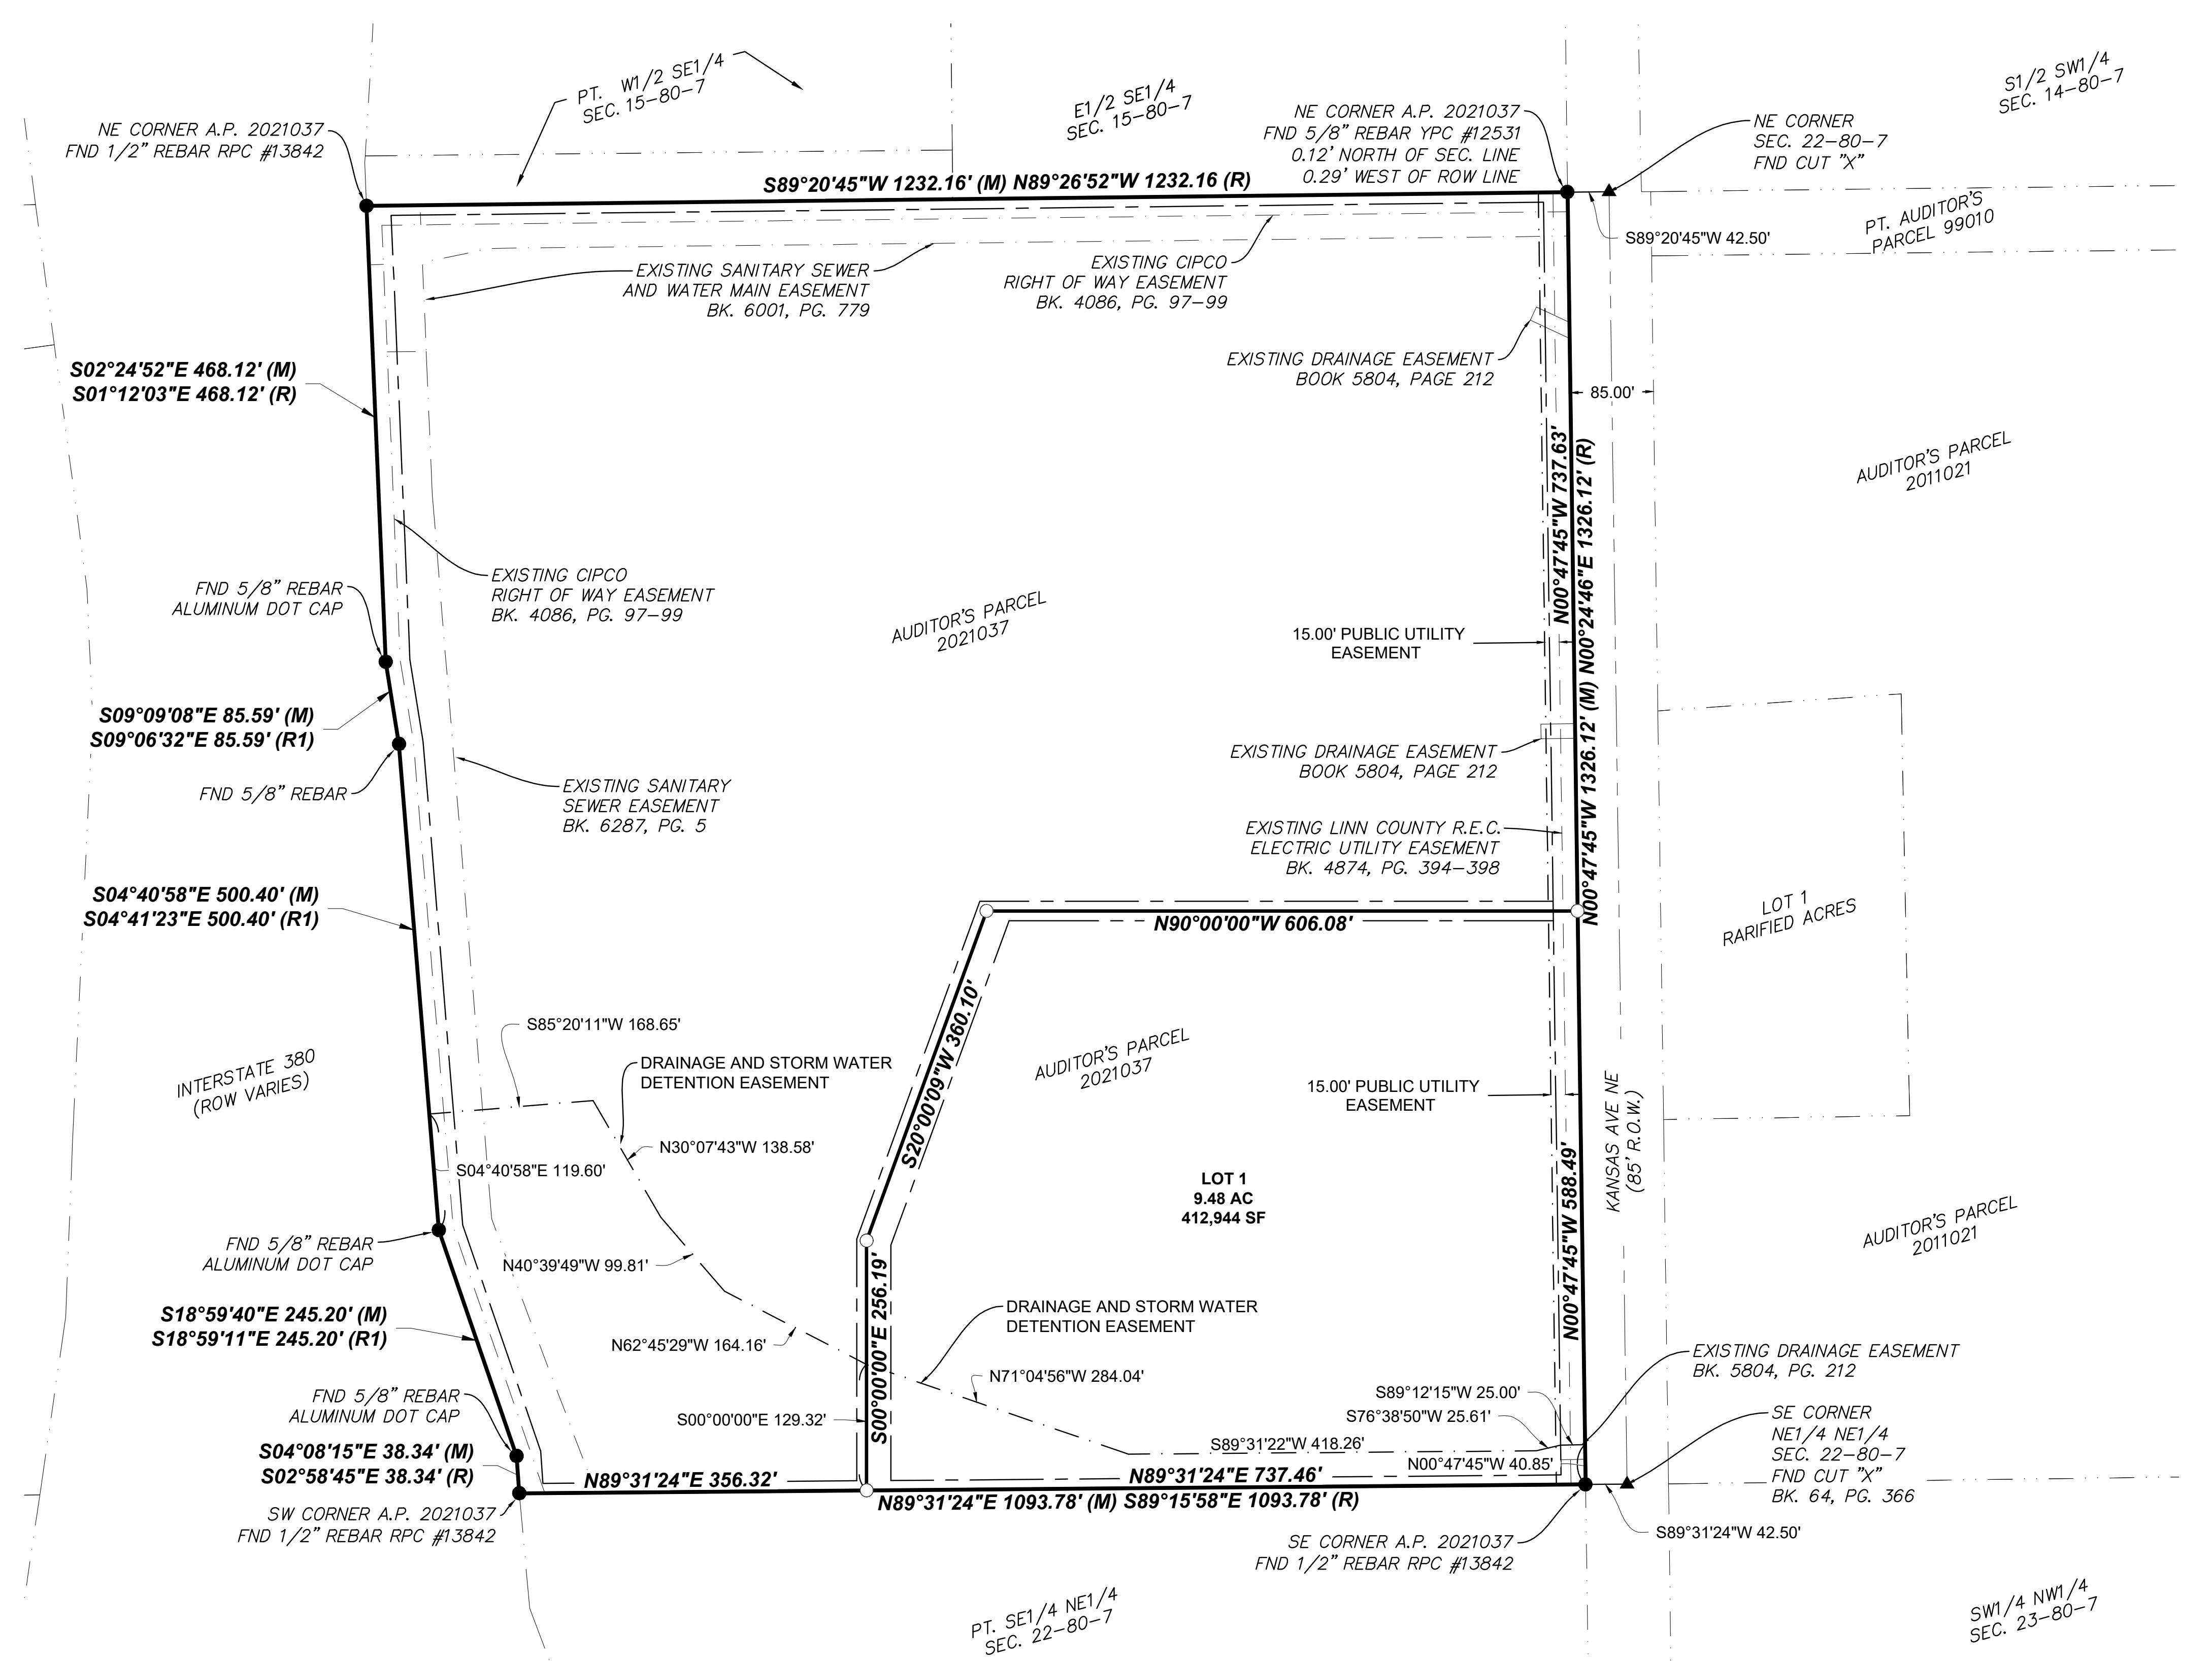 PT. W1/2 SE1/4
SEC. 15-80-7
E1/2 SE1/4
SEC. 15-80-7
S1/2 SW1/4
SEC. 14-80-7
NE CORNER A.P. 2021037
FND 1/2" REBAR RPC #13842
NE CORNER A.P. 2021037
FND 5/8" REBAR YPC #12531
0.12' NORTH OF SEC. LINE
0.29' WEST OF ROW LINE
NE CORNER
SEC. 22-80-7
FND CUT "X"
S89°20'45"W 1232.16' (M) N89°26'52"W 1232.16 (R)
PT. AUDITOR'S
PARCEL 99010
S89°20'45"W 42.50'
EXISTING SANITARY SEWER
AND WATER MAIN EASEMENT
BK. 6001, PG. 779
EXISTING CIPCO
RIGHT OF WAY EASEMENT
BK. 4086, PG. 97-99
EXISTING DRAINAGE EASEMENT
BOOK 5804, PAGE 212
S02°24'52"E 468.12' (M)
S01°12'03"E 468.12' (R)
85.00'
AUDITOR'S PARCEL
2011021
N00°47'45"W 737.63'
N00°47'45"W 1326.12' (M) N00°24'46"E 1326.12' (R)
FND 5/8" REBAR
ALUMINUM DOT CAP
EXISTING CIPCO
RIGHT OF WAY EASEMENT
BK. 4086, PG. 97-99
AUDITOR'S PARCEL
2021037
15.00' PUBLIC UTILITY
EASEMENT
S09°09'08"E 85.59' (M)
S09°06'32"E 85.59' (R1)
FND 5/8" REBAR
EXISTING SANITARY
SEWER EASEMENT
BK. 6287, PG. 5
EXISTING DRAINAGE EASEMENT
BOOK 5804, PAGE 212
EXISTING LINN COUNTY R.E.C.
ELECTRIC UTILITY EASEMENT
BK. 4874, PG. 394-398
S04°40'58"E 500.40' (M)
S04°41'23"E 500.40' (R1)
N90°00'00"W 606.08'
LOT 1
RARIFIED ACRES
S20°00'09"W 360.10'
S85°20'11"W 168.65'
DRAINAGE AND STORM WATER
DETENTION EASEMENT
INTERSTATE 380
(ROW VARIES)
AUDITOR'S PARCEL
2021037
15.00' PUBLIC UTILITY
EASEMENT
KANSAS AVE NE
(85' R.O.W.)
N30°07'43"W 138.58'
S04°40'58"E 119.60'
LOT 1
9.48 AC
412,944 SF
N00°47'45"W 588.49'
AUDITOR'S PARCEL
2011021
FND 5/8" REBAR
ALUMINUM DOT CAP
N40°39'49"W 99.81'
S00°00'00"E 256.19'
S18°59'40"E 245.20' (M)
S18°59'11"E 245.20' (R1)
N62°45'29"W 164.16'
DRAINAGE AND STORM WATER
DETENTION EASEMENT
EXISTING DRAINAGE EASEMENT
BK. 5804, PG. 212
N71°04'56"W 284.04'
FND 5/8" REBAR
ALUMINUM DOT CAP
S00°00'00"E 129.32'
S89°12'15"W 25.00'
S76°38'50"W 25.61'
SE CORNER
NE1/4 NE1/4
SEC. 22-80-7
FND CUT "X"
BK. 64, PG. 366
S04°08'15"E 38.34' (M)
S02°58'45"E 38.34' (R)
S89°31'22"W 418.26'
N00°47'45"W 40.85'
N89°31'24"E 356.32'
N89°31'24"E 737.46'
N89°31'24"E 1093.78' (M) S89°15'58"E 1093.78' (R)
SW CORNER A.P. 2021037
FND 1/2" REBAR RPC #13842
S89°31'24"W 42.50'
SE CORNER A.P. 2021037
FND 1/2" REBAR RPC #13842
PT. SE1/4 NE1/4
SEC. 22-80-7
SW1/4 NW1/4
SEC. 23-80-7